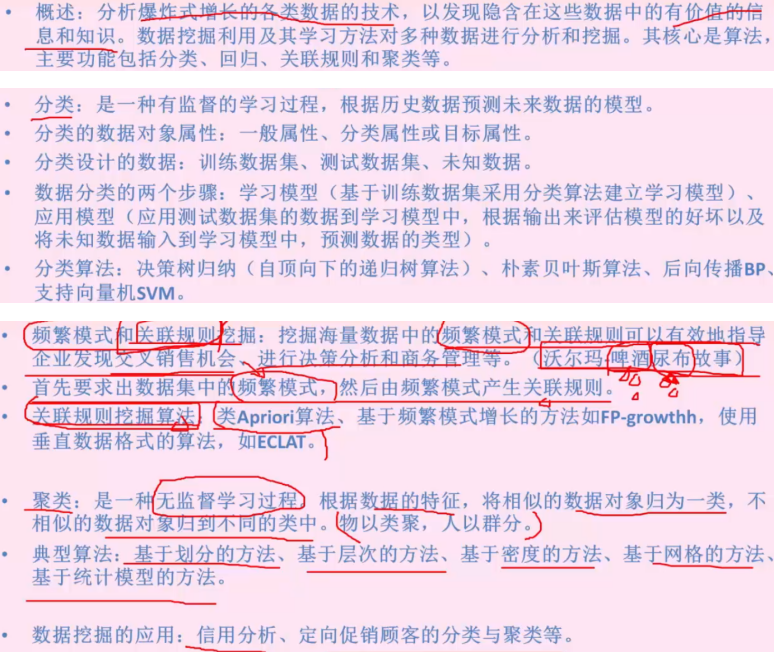 • 概述：分析爆炸式增长的各类数据的技术，以发现隐含在这些数据中的有价值的信
息和知识。数据挖掘利用及其学习方法对多种数据进行分析和挖掘。其核心是算法，
主要功能包括分类、回归、关联规则和聚类等。
• 分类：是一种有监督的学习过程，根据历史数据预测未来数据的模型。
• 分类的数据对象属性：一般属性、分类属性或目标属性。
• 分类设计的数据：训练数据集、测试数据集、未知数据。
• 数据分类的两个步骤：学习模型（基于训练数据集采用分类算法建立学习模型）、
应用模型（应用测试数据集的数据到学习模型中，根据输出来评估模型的好坏以及
将未知数据输入到学习模型中，预测数据的类型）。
• 分类算法：决策树归纳（自顶向下的递归树算法）、朴素贝叶斯算法、后向传播BP、
支持向量机SVM。
• 频繁模式和关联规则挖掘：挖掘海量数据中的频繁模式和关联规则可以有效地指导
企业发现交叉销售机会、进行决策分析和商务管理等。（沃尔玛-啤酒尿布故事）
• 首先要求出数据集中的频繁模式，然后由频繁模式产生关联规则。
• 关联规则挖掘算法：类Apriori算法、基于频繁模式增长的方法如FP-growthh，使用
垂直数据格式的算法，如ECLAT。
• 聚类：是一种无监督学习过程，根据数据的特征，将相似的数据对象归为一类，不
相似的数据对象归到不同的类中。物以类聚，人以群分。
• 典型算法：基于划分的方法、基于层次的方法、基于密度的方法、基于网格的方法、
基于统计模型的方法。
• 数据挖掘的应用：信用分析、定向促销顾客的分类与聚类等。